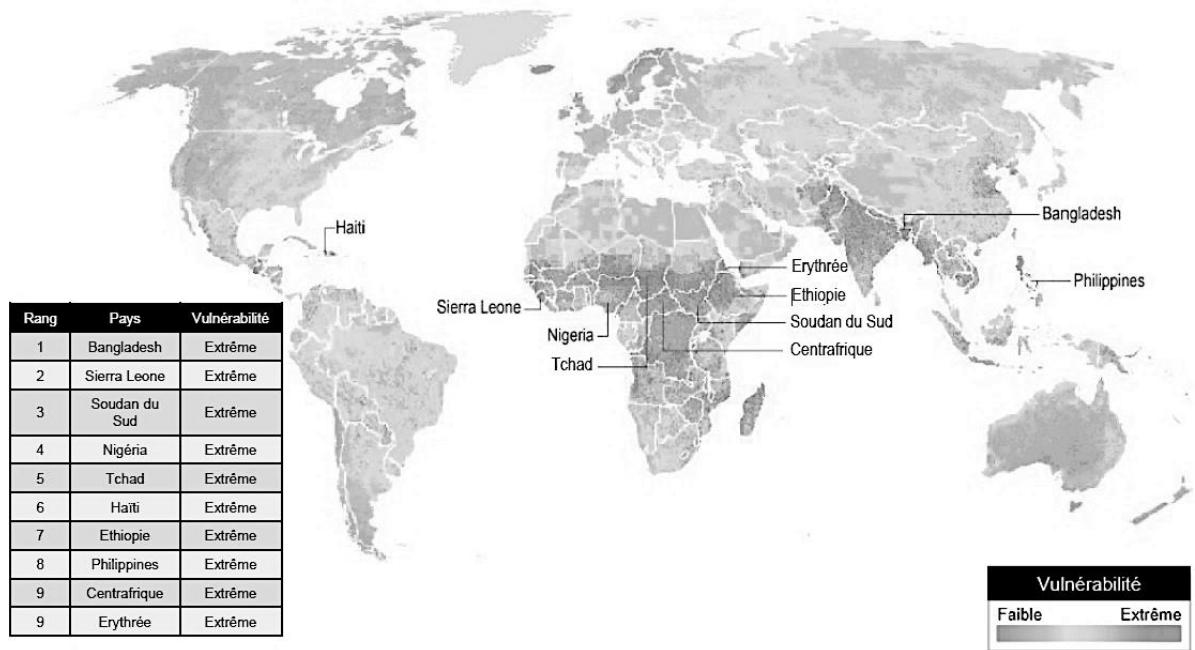 Haïti
Bangladesh
Erythrée
Philippines
Ethiopie
Sierra Leone
Soudan du Sud
Nigeria
Centrafrique
Tchad
Rang Pays Vulnérabilité
1 Bangladesh Extrême
2 Sierra Leone Extrême
3 Soudan du
Sud Extrême
4 Nigéria Extrême
5 Tchad Extrême
6 Haïti Extrême
7 Ethiopie Extrême
8 Philippines Extrême
9 Centrafrique Extrême
9 Erythrée Extrême
Vulnérabilité
Faible Extrême